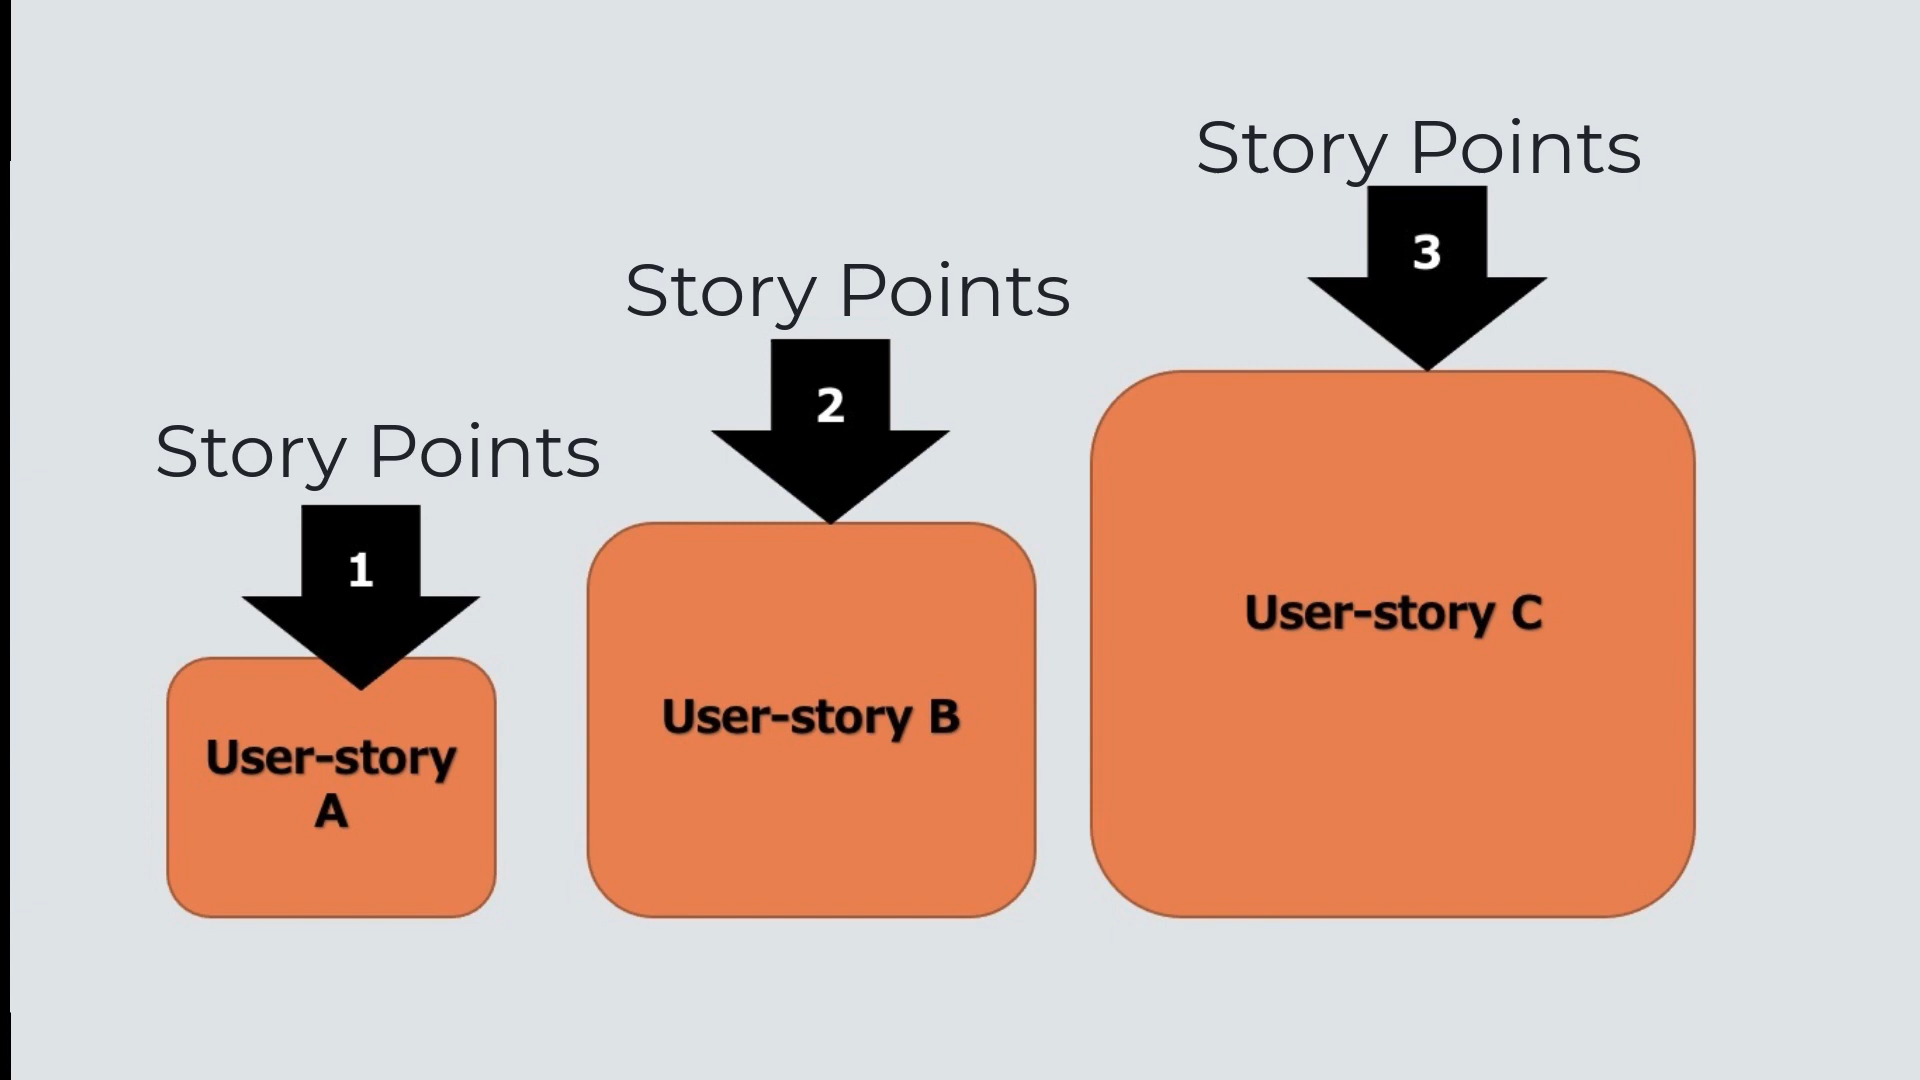 Story Points
1
User-story
A
Story Points
2
User-story B
Story Points
3
User-story C